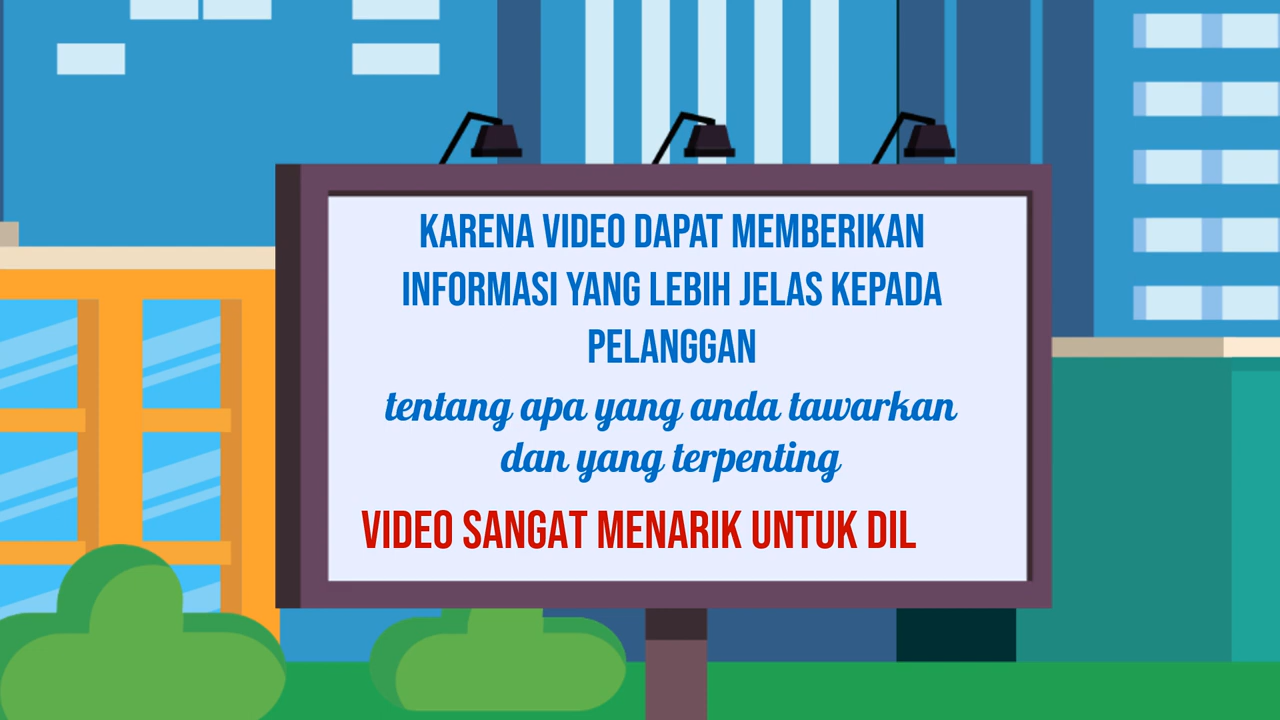 KARENA VIDEO DAPAT MEMBERIKAN
INFORMASI YANG LEBIH JELAS KEPADA
PELANGGAN
tentang apa yang anda tawarkan
dan yang terpenting
VIDEO SANGAT MENARIK UNTUK DIL